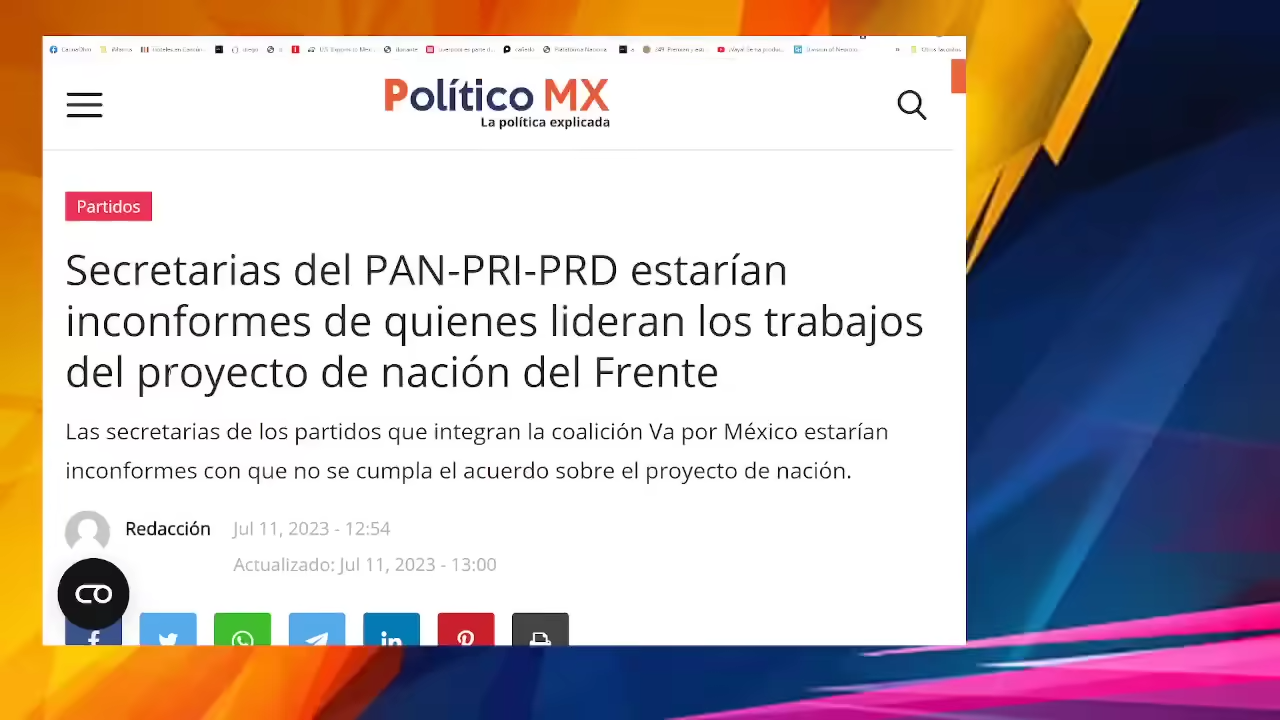 Político MX
La política explicada
Partidos
Secretarias del PAN-PRI-PRD estarían
inconformes de quienes lideran los trabajos
del proyecto de nación del Frente
Las secretarias de los partidos que integran la coalición Va por México estarían
inconformes con que no se cumpla el acuerdo sobre el proyecto de nación.
Redacción Jul 11, 2023 - 12:54
Actualizado: Jul 11, 2023 - 13:00